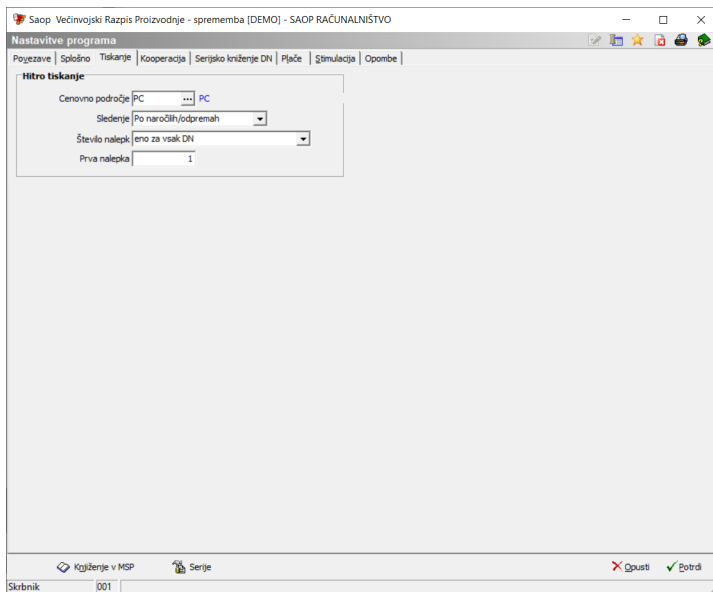 Saop Večinvojski Razpis Proizvodnje - sprememba [DEMO] - SAOP RAČUNALNIŠTVO
Nastavitve programa
Povezave Splošno Tiskanje Kooperacija Serijsko kniženje DN Plače Stimulacija Opombe
Hitro tiskanje
Cenovno področje PC ... PC
Sledenje Po naročilih/odpremah
Število nalepk eno za vsak DN
Prva nalepka 1
Knjiženje v MSP Serije Opusti Potrdi
Skrbnik 001